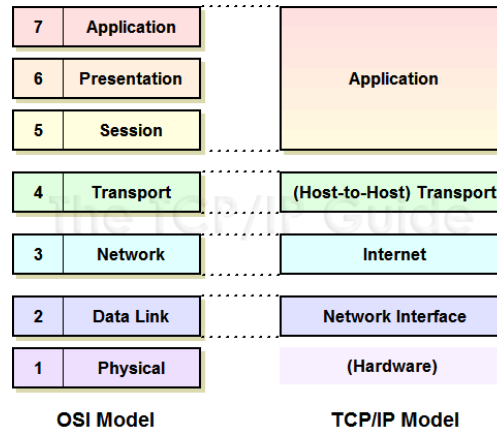 7 Application
6 Presentation
Application
5 Session
4 Transport
(Host-to-Host) Transport
The TCP/IP Guide
3 Network
Internet
2 Data Link
Network Interface
1 Physical
(Hardware)
OSI Model
TCP/IP Model